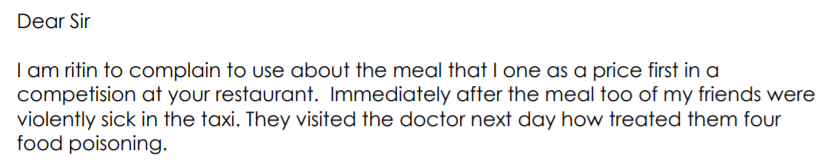 Dear Sir
I am ritin to complain to use about the meal that I one as a price first in a
competision at your restaurant.  Immediately after the meal too of my friends were
violently sick in the taxi. They visited the doctor next day how treated them four
food poisoning.